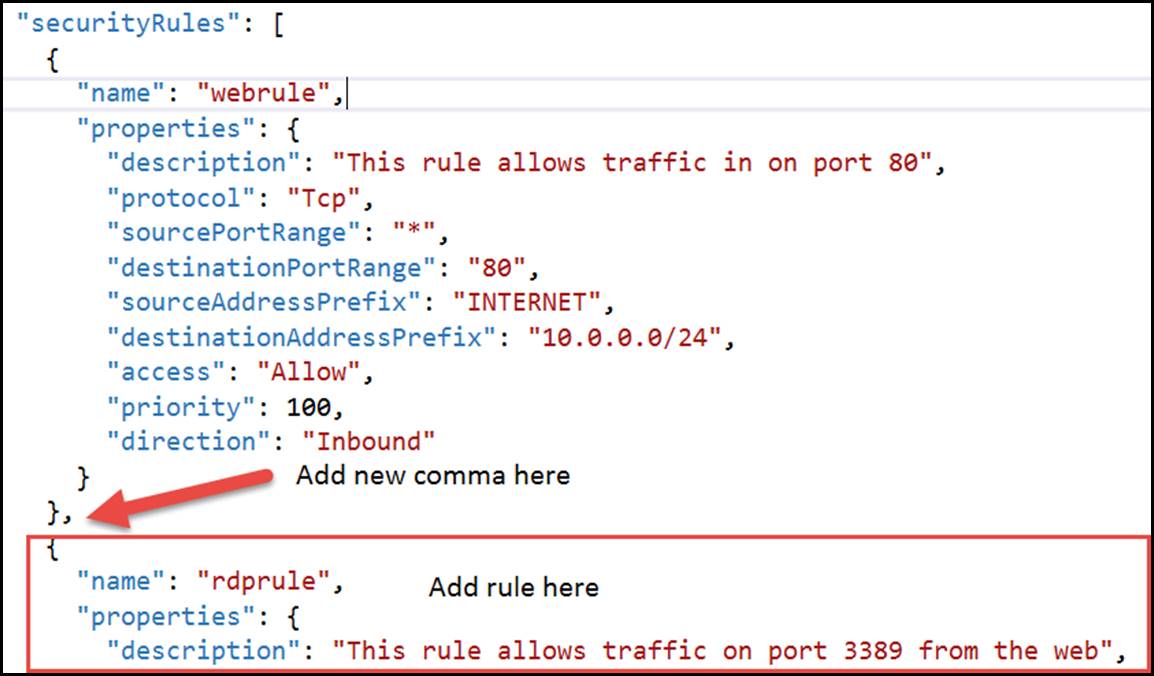 "securityRules": [
{
"name": "webrule",
"properties": {
"description": "This rule allows traffic in on port 80",
"protocol": "Tcp",
"sourcePortRange": "*",
"destinationPortRange": "80",
"sourceAddressPrefix": "INTERNET",
"destinationAddressPrefix": "10.0.0.0/24",
"access": "Allow",
"priority": 100,
"direction": "Inbound"
} Add new comma here
},
{
"name": "rdprule", Add rule here
"properties": {
"description": "This rule allows traffic on port 3389 from the web",